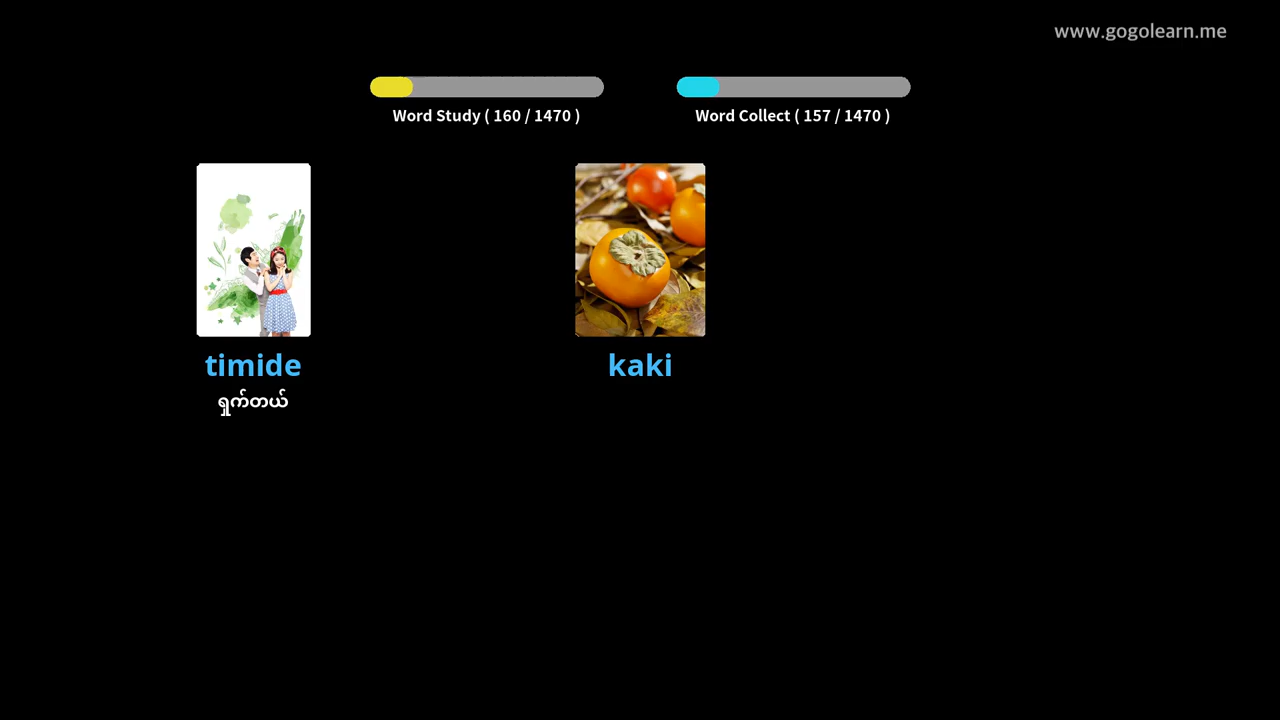 www.gogolearn.me
Word Study ( 160 / 1470 )
Word Collect ( 157 / 1470 )
timide
ရှက်တယ်
kaki